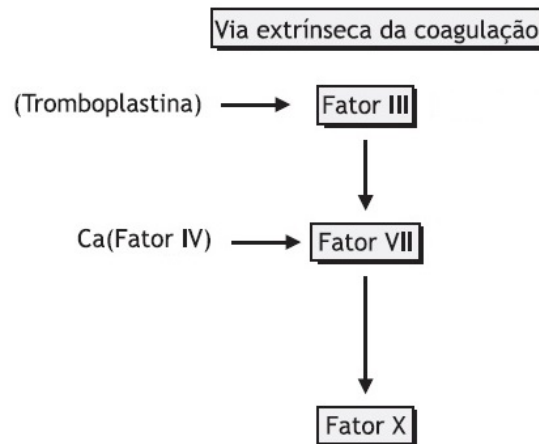 Via extrínseca da coagulação
(Tromboplastina)
Fator III
Ca(Fator IV)
Fator VII
Fator X